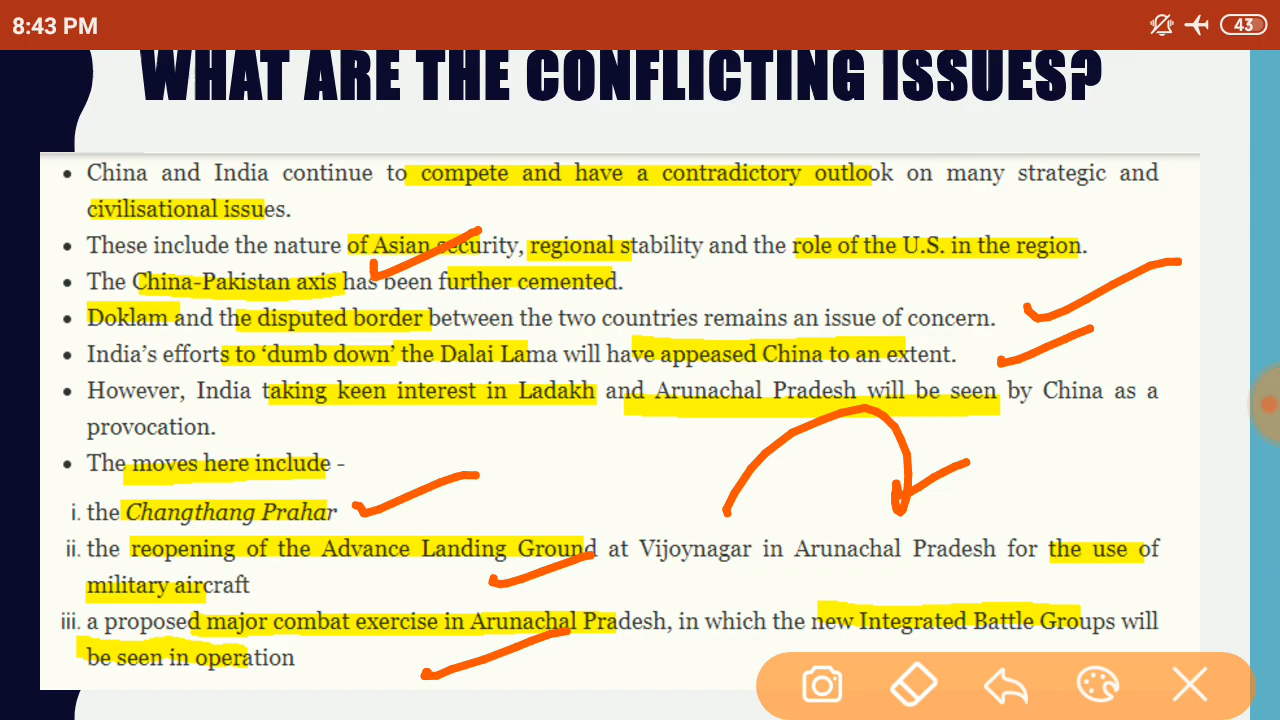 8:43 PM
43
WHAT ARE THE CONFLICTING ISSUES?
• China and India continue to compete and have a contradictory outlook on many strategic and
civilisational issues.
• These include the nature of Asian security, regional stability and the role of the U.S. in the region.
• The China-Pakistan axis has been further cemented.
• Doklam and the disputed border between the two countries remains an issue of concern.
• India's efforts to 'dumb down' the Dalai Lama will have appeased China to an extent.
• However, India taking keen interest in Ladakh and Arunachal Pradesh will be seen by China as a
provocation.
• The moves here include -
i. the Changthang Prahar
ii. the reopening of the Advance Landing Ground at Vijoynagar in Arunachal Pradesh for the use of
military aircraft
iii. a proposed major combat exercise in Arunachal Pradesh, in which the new Integrated Battle Groups will
be seen in operation